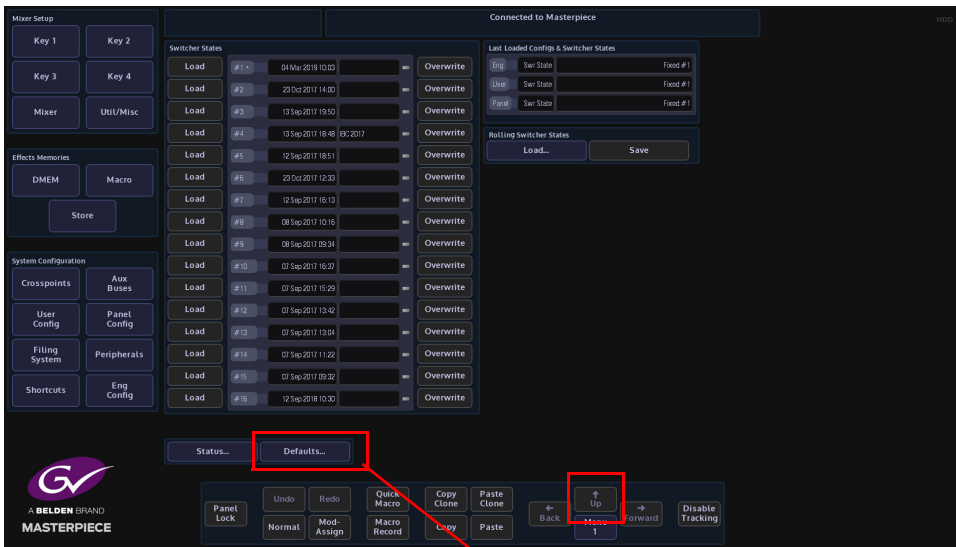 Mixer Setup
Connected to Masterpiece
HDD
Key 1
Key 2
Key 3
Key 4
Mixer
Util/Misc
Effects Memories
DMEM
Macro
Store
System Configuration
Crosspoints
Aux
Buses
User
Config
Panel
Config
Filing
System
Peripherals
Shortcuts
Eng
Config
Switcher States
Load #1 04 Mar 2019 10:03 Overwrite
Load #2 23 Oct 2017 14:00 Overwrite
Load #3 13 Sep 2017 19:50 Overwrite
Load #4 13 Sep 2017 18:48 IBC 2017 Overwrite
Load #5 12 Sep 2017 18:51 Overwrite
Load #6 23 Oct 2017 12:33 Overwrite
Load #7 12 Sep 2017 16:13 Overwrite
Load #8 08 Sep 2017 10:16 Overwrite
Load #9 08 Sep 2017 09:34 Overwrite
Load #10 07 Sep 2017 16:37 Overwrite
Load #11 07 Sep 2017 15:29 Overwrite
Load #12 07 Sep 2017 13:42 Overwrite
Load #13 07 Sep 2017 13:04 Overwrite
Load #14 07 Sep 2017 11:22 Overwrite
Load #15 07 Sep 2017 09:32 Overwrite
Load #16 12 Sep 2018 10:30 Overwrite
Last Loaded Configs & Switcher States
Eng Swr State Fixed #1
User Swr State Fixed #1
Panel Swr State Fixed #1
Rolling Switcher States
Load... Save
Status... Defaults...
GV
A BELDEN BRAND
MASTERPIECE
Panel
Lock
Undo
Redo
Quick
Macro
Copy
Clone
Paste
Clone
Normal
Mod-
Assign
Macro
Record
Copy
Paste
Back
Up
Menu
1
Forward
Disable
Tracking